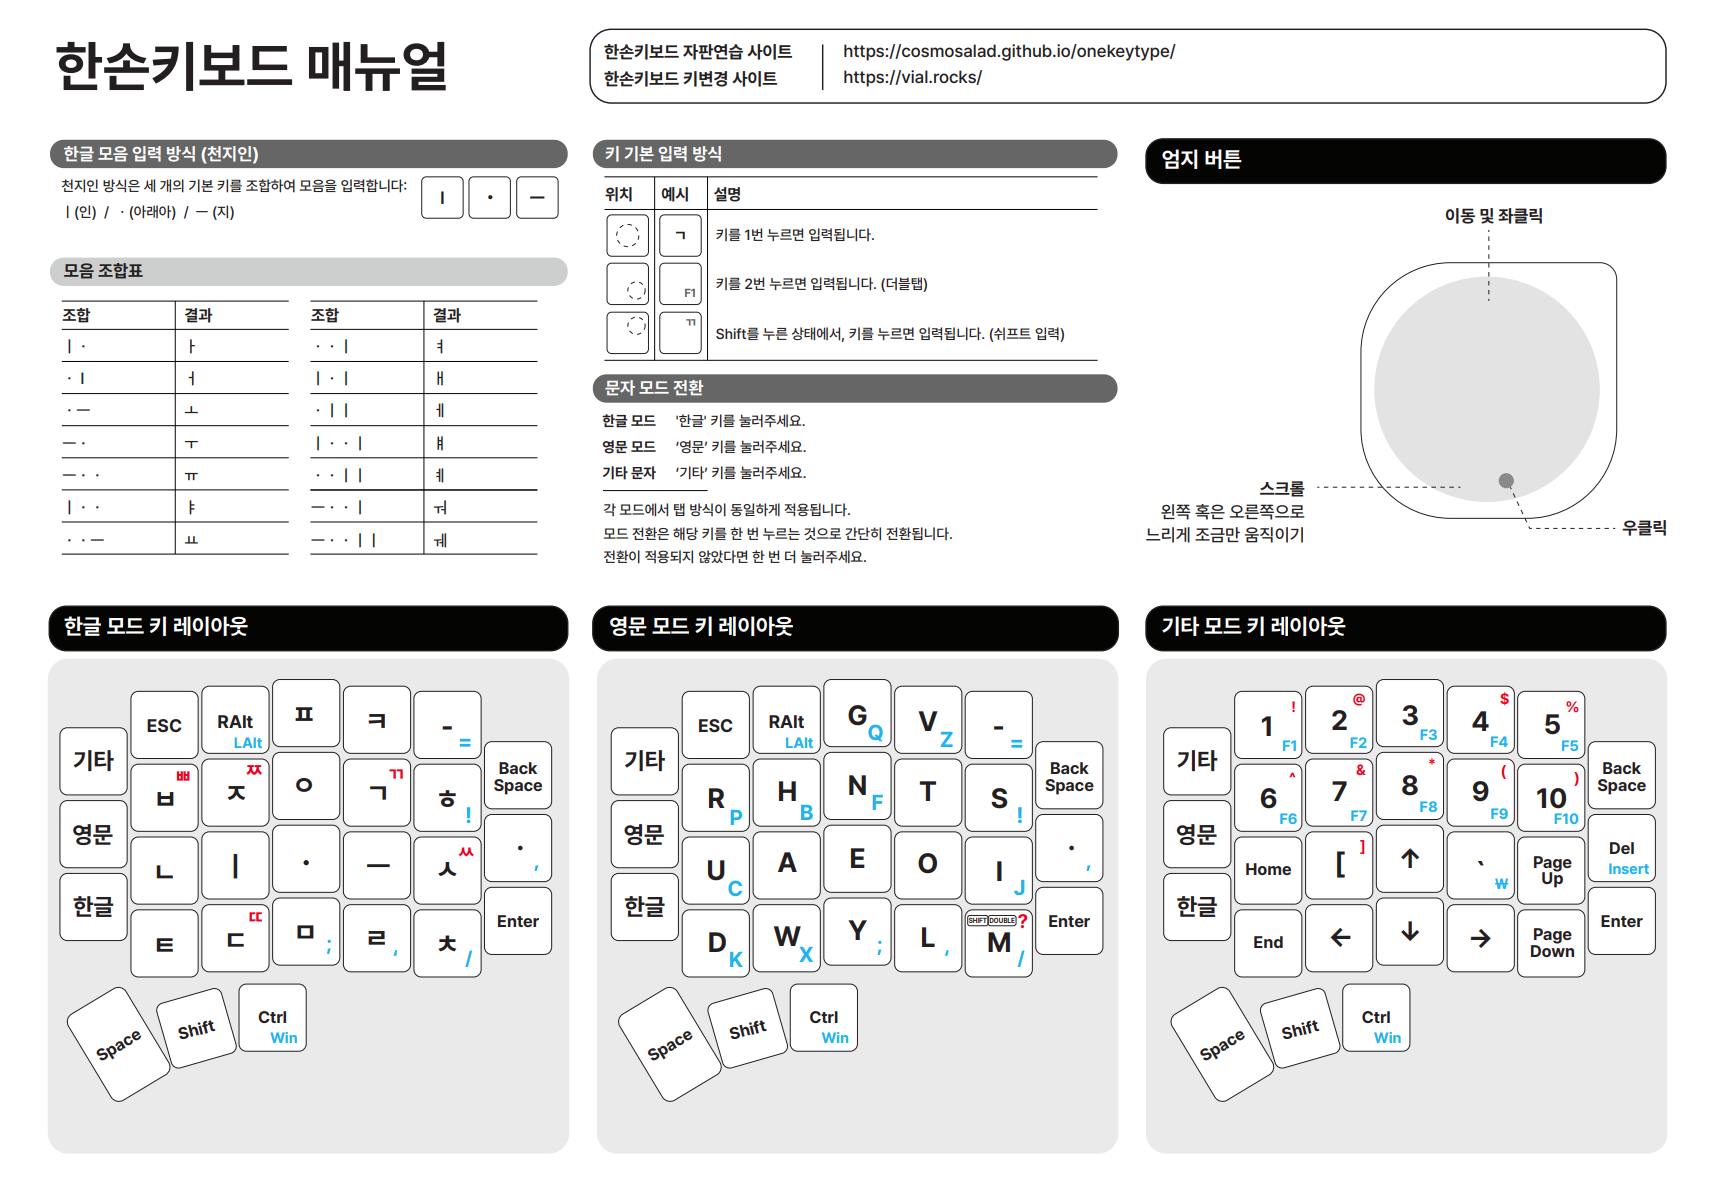 한손키보드 매뉴얼
한손키보드 자판연습 사이트 https://cosmosalad.github.io/onekeytype/
한손키보드 키변경 사이트 https://vial.rocks/
한글 모음 입력 방식 (천지인)
천지인 방식은 세 개의 기본 키를 조합하여 모음을 입력합니다:
ㅣ(인) / ·(아래아) / ㅡ(지)
ㅣ · ㅡ
모음 조합표
조합 결과 조합 결과
ㅣ· ㅏ ··ㅣ ㅕ
·ㅣ ㅓ ㅣ·ㅣ ㅐ
·ㅡ ㅗ ·ㅣㅣ ㅔ
ㅡ· ㅜ ㅣ··ㅣ ㅒ
ㅡ·· ㅠ ··ㅣㅣ ㅖ
ㅣ·· ㅑ ㅡ··ㅣ ㅝ
··ㅡ ㅛ ㅡ··ㅣㅣ ㅞ
키 기본 입력 방식
위치 예시 설명
ㄱ 키를 1번 누르면 입력됩니다.
F1 키를 2번 누르면 입력됩니다. (더블탭)
ㄲ Shift를 누른 상태에서, 키를 누르면 입력됩니다. (쉬프트 입력)
문자 모드 전환
한글 모드 '한글' 키를 눌러주세요.
영문 모드 '영문' 키를 눌러주세요.
기타 문자 '기타' 키를 눌러주세요.
각 모드에서 탭 방식이 동일하게 적용됩니다.
모드 전환은 해당 키를 한 번 누르는 것으로 간단히 전환됩니다.
전환이 적용되지 않았다면 한 번 더 눌러주세요.
엄지 버튼
이동 및 좌클릭
스크롤
왼쪽 혹은 오른쪽으로
느리게 조금만 움직이기
우클릭
한글 모드 키 레이아웃
기타 ESC RAlt LAlt ㅍ ㅋ - =
ㅂ ㅃ ㅈ ㅉ ㅇ ㄱ ㄲ ㅎ ! Back
Space
영문 ㄴ ㅣ · ㅡ ㅅ ㅆ . ,
한글 ㅌ ㄷ ㄸ ㅁ ; ㄹ ' ㅊ / Enter
Space Shift Ctrl Win
영문 모드 키 레이아웃
기타 ESC RAlt LAlt G Q V Z - =
R P H B N F T S ! Back
Space
영문 U C A E O I J . ,
한글 D K W X Y ; L ' SHIFT DOUBLE ? M / Enter
Space Shift Ctrl Win
기타 모드 키 레이아웃
기타 1 ! F1 2 @ F2 3 F3 4 $ F4 5 % F5
6 ^ F6 7 & F7 8 * F8 9 ( F9 10 ) F10 Back
Space
영문 Home [ ] ↑ ` ₩ Page
Up Del Insert
한글 End ← ↓ → Page
Down Enter
Space Shift Ctrl Win